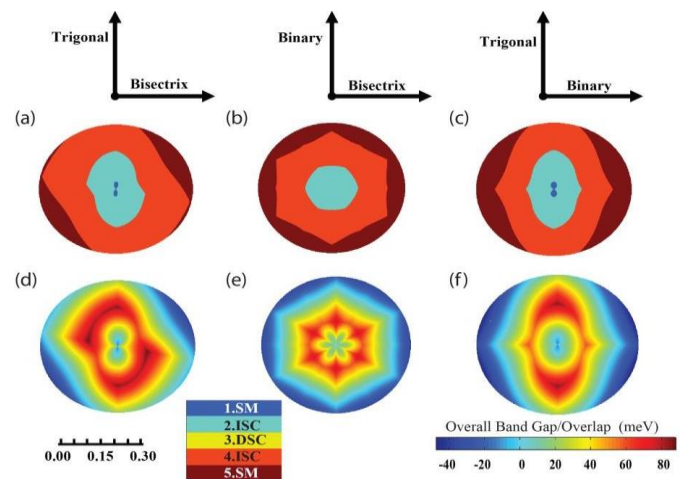 Trigonal
Bisectrix
Binary
Bisectrix
Trigonal
Binary
(a)
(b)
(c)
(d)
(e)
(f)
1.SM
2.ISC
3.DSC
4.ISC
5.SM
0.00 0.15 0.30
Overall Band Gap/Overlap (meV)
-40 -20 0 20 40 60 80